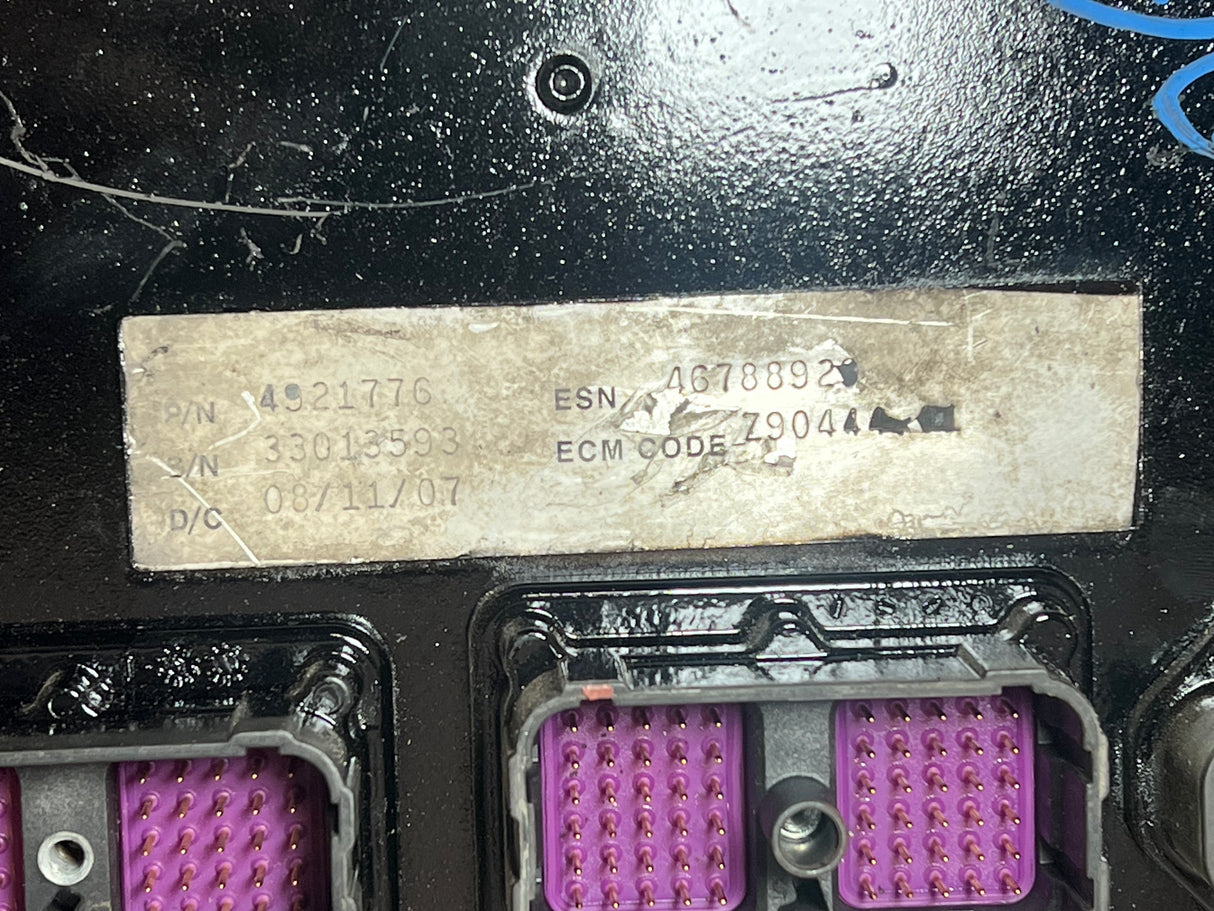 P/N 4921776
S/N 33013593
D/C 08/11/07
ESN
ECM CODE